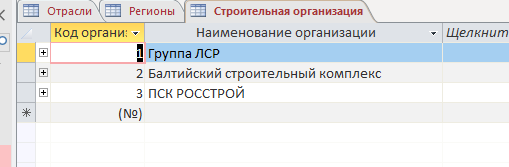 Отрасли Регионы Строительная организация
Код органи: Наименование организации Щелкнит
1 Группа ЛСР
2 Балтийский строительный комплекс
3 ПСК РОССТРОЙ
(№)